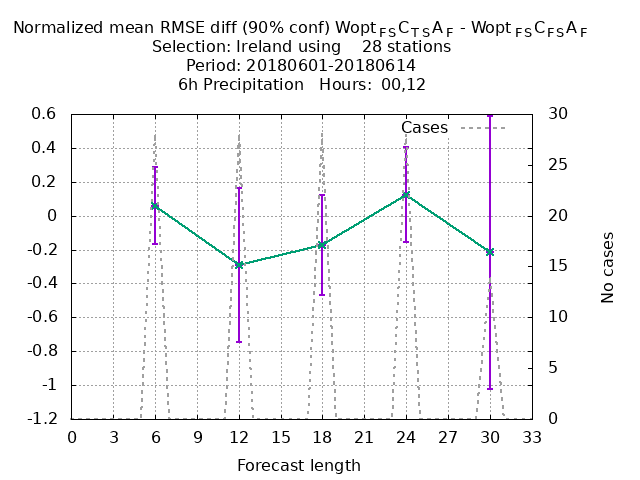 Normalized mean RMSE diff (90% conf) Wopt FS C TS A F - Wopt FS C FS A F
Selection: Ireland using 28 stations
Period: 20180601-20180614
6h Precipitation Hours: 00,12
Cases
0.6
0.4
0.2
0
-0.2
-0.4
-0.6
-0.8
-1
-1.2
30
25
20
15
10
5
0
No cases
0 3 6 9 12 15 18 21 24 27 30 33
Forecast length